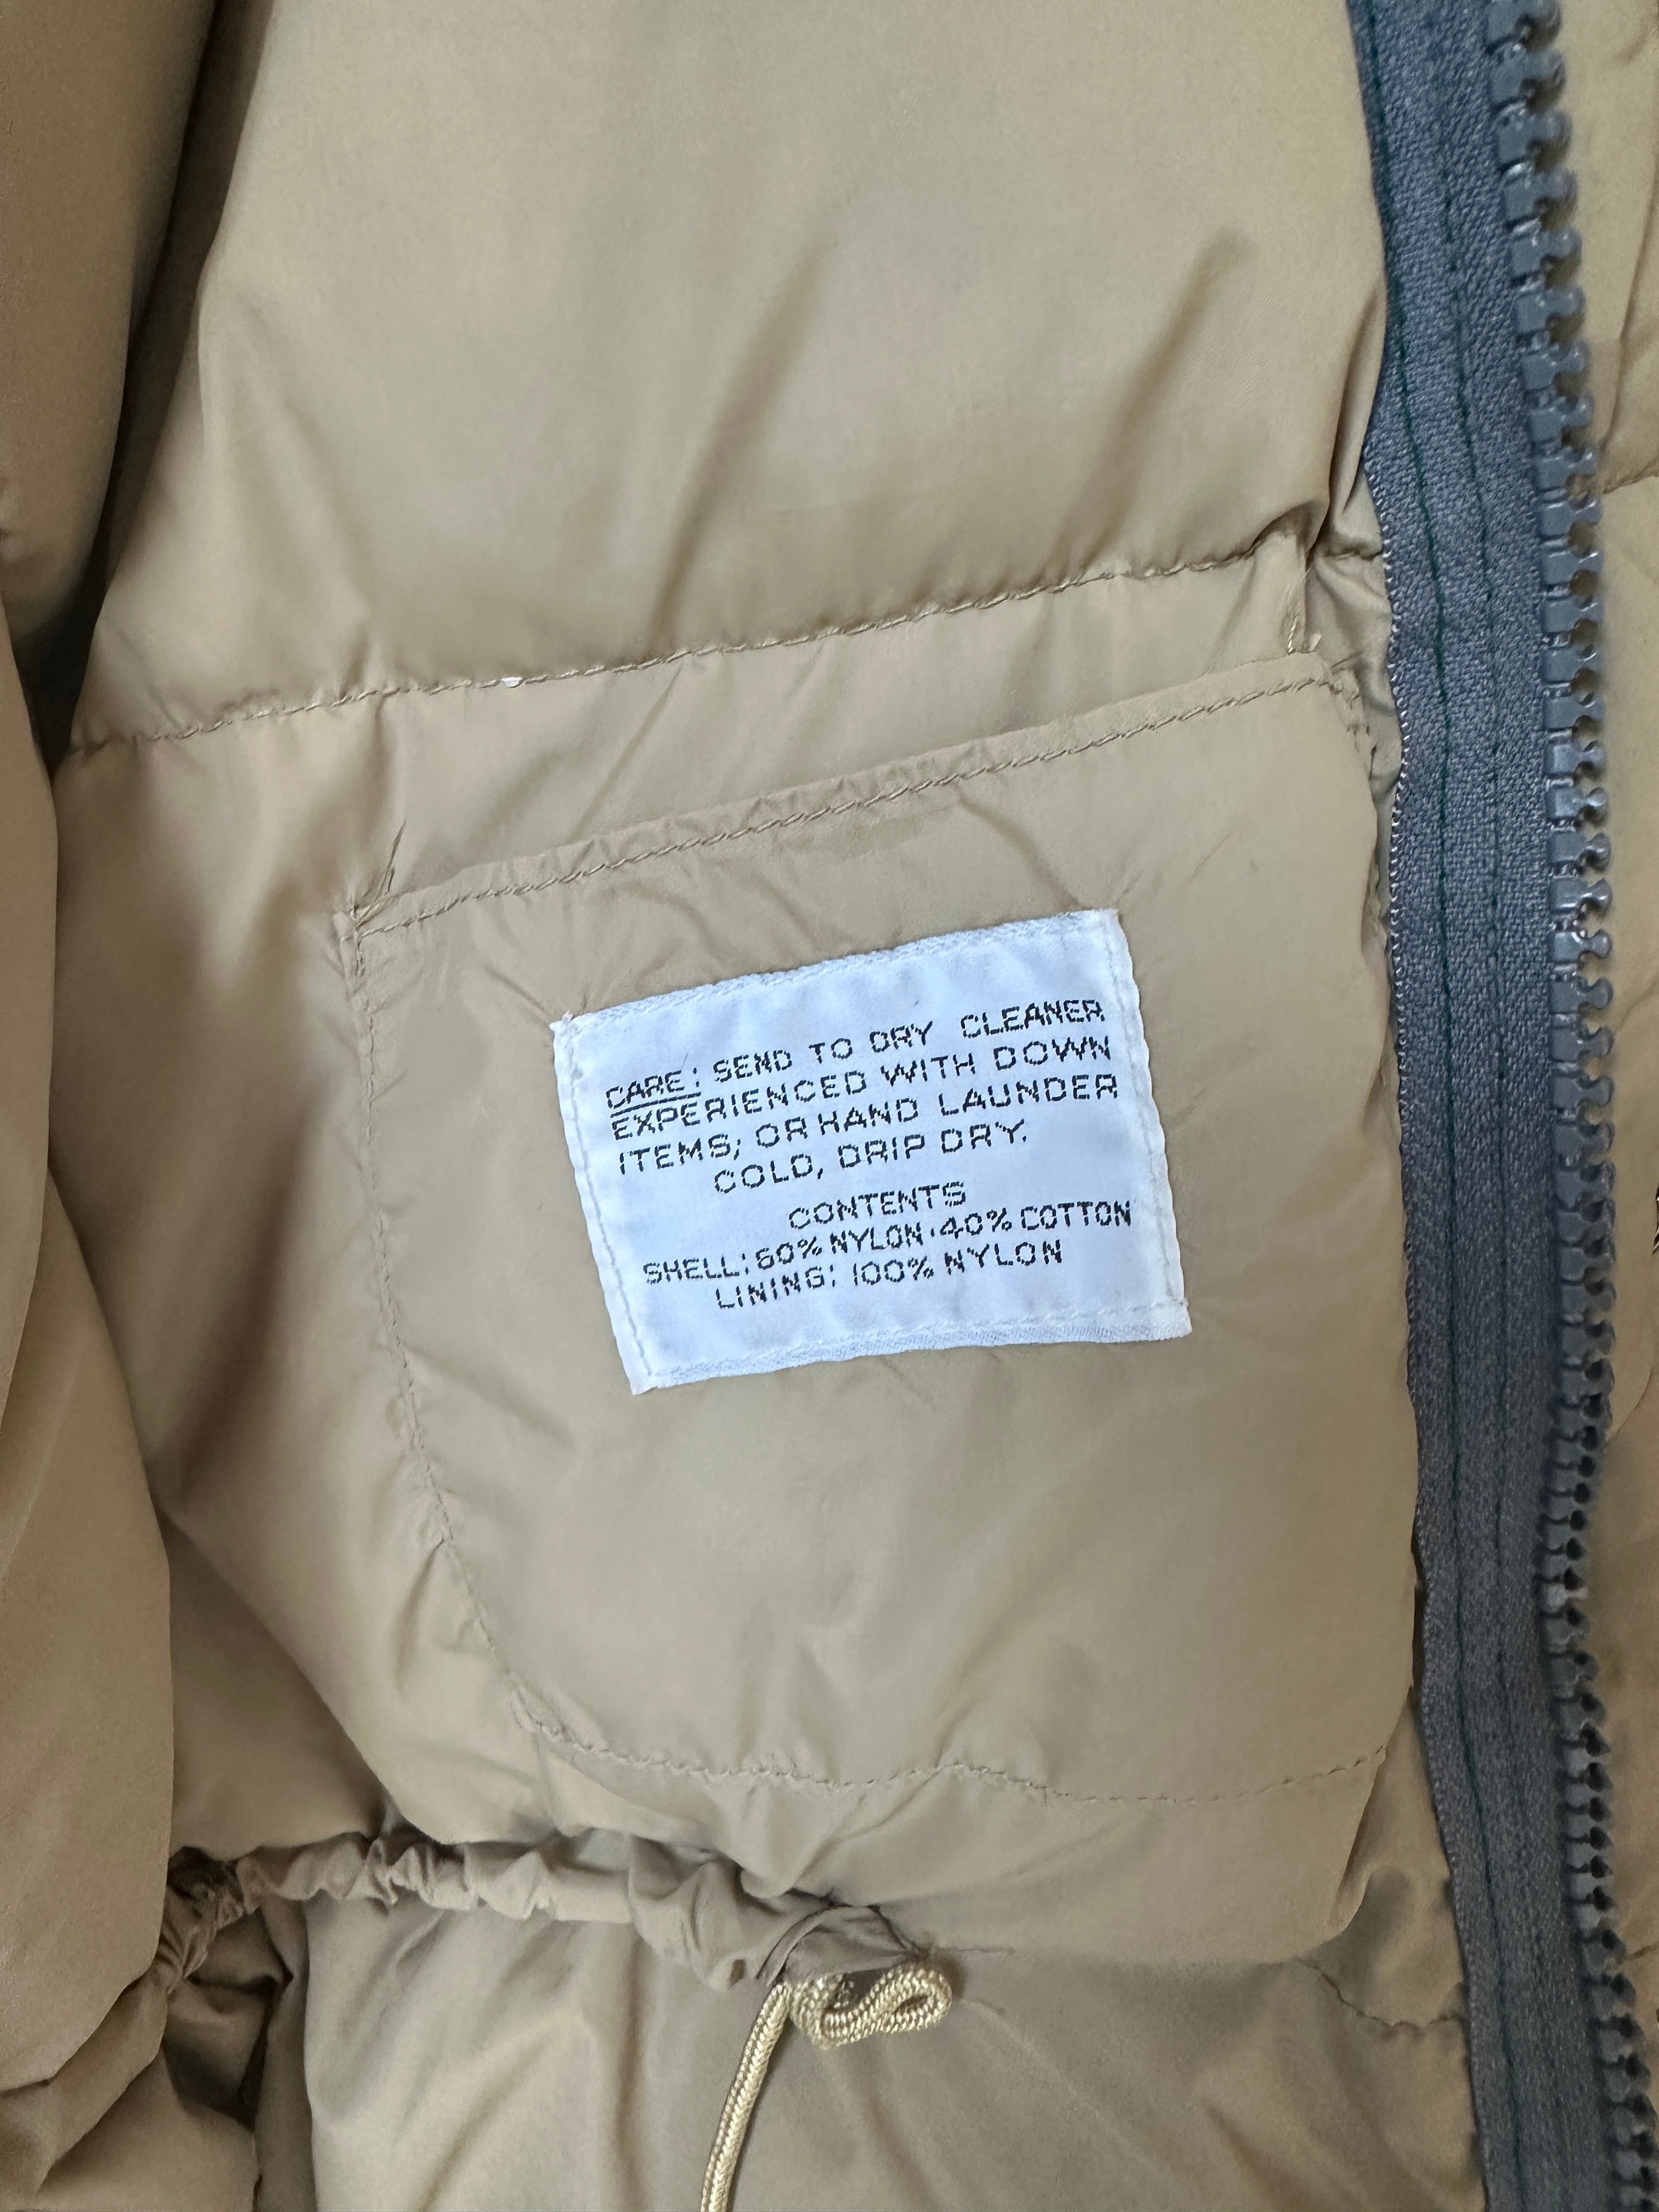 CARE: SEND TO DRY CLEANER
EXPERIENCED WITH DOWN
ITEMS; OR HAND LAUNDER
COLD, DRIP DRY.
CONTENTS
SHELL: 60% NYLON·40% COTTON
LINING: 100% NYLON